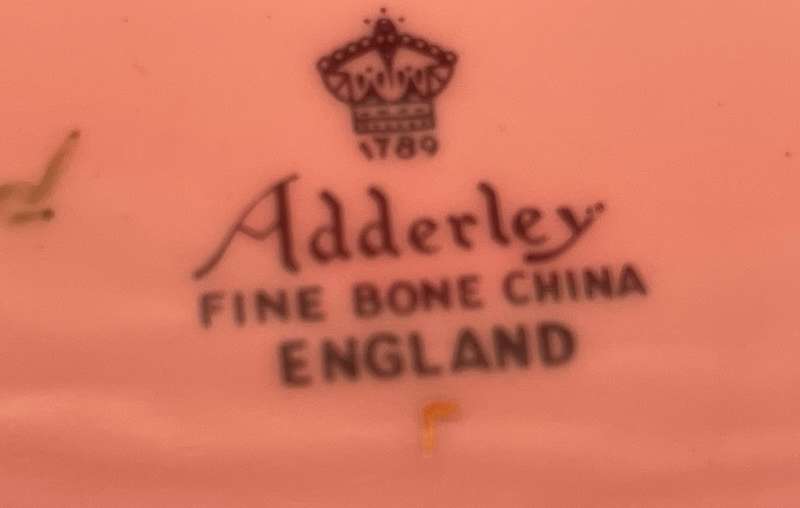 1789
Adderley
FINE BONE CHINA
ENGLAND